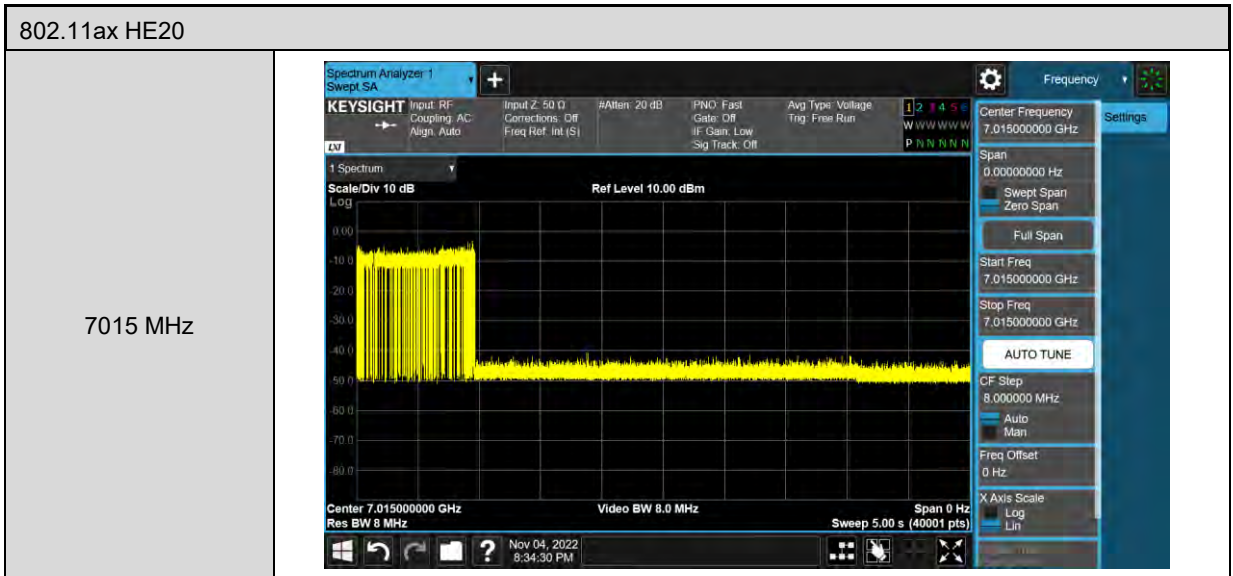 802.11ax HE20
7015 MHz
Spectrum Analyzer 1
Swept SA
Frequency
KEYSIGHT
Input: RF
Coupling: AC
Align: Auto
Input Z: 50 Ω
Corrections: Off
Freq Ref: Int (S)
#Atten: 20 dB
PNO: Fast
Gate: Off
IF Gain: Low
Sig Track: Off
Avg Type: Voltage
Trig: Free Run
1 2 3 4 5 6
W W W W W W
P N N N N N
LXI
Center Frequency
7.015000000 GHz
Settings
Span
0.00000000 Hz
Swept Span
Zero Span
Full Span
Start Freq
7.015000000 GHz
Stop Freq
7.015000000 GHz
AUTO TUNE
CF Step
8.000000 MHz
Auto
Man
Freq Offset
0 Hz
X Axis Scale
Log
Lin
1 Spectrum
Scale/Div 10 dB
Ref Level 10.00 dBm
Log
0.00
-10.0
-20.0
-30.0
-40.0
-50.0
-60.0
-70.0
-80.0
Center 7.015000000 GHz
Video BW 8.0 MHz
Span 0 Hz
Res BW 8 MHz
Sweep 5.00 s (40001 pts)
?
Nov 04, 2022
8:34:30 PM